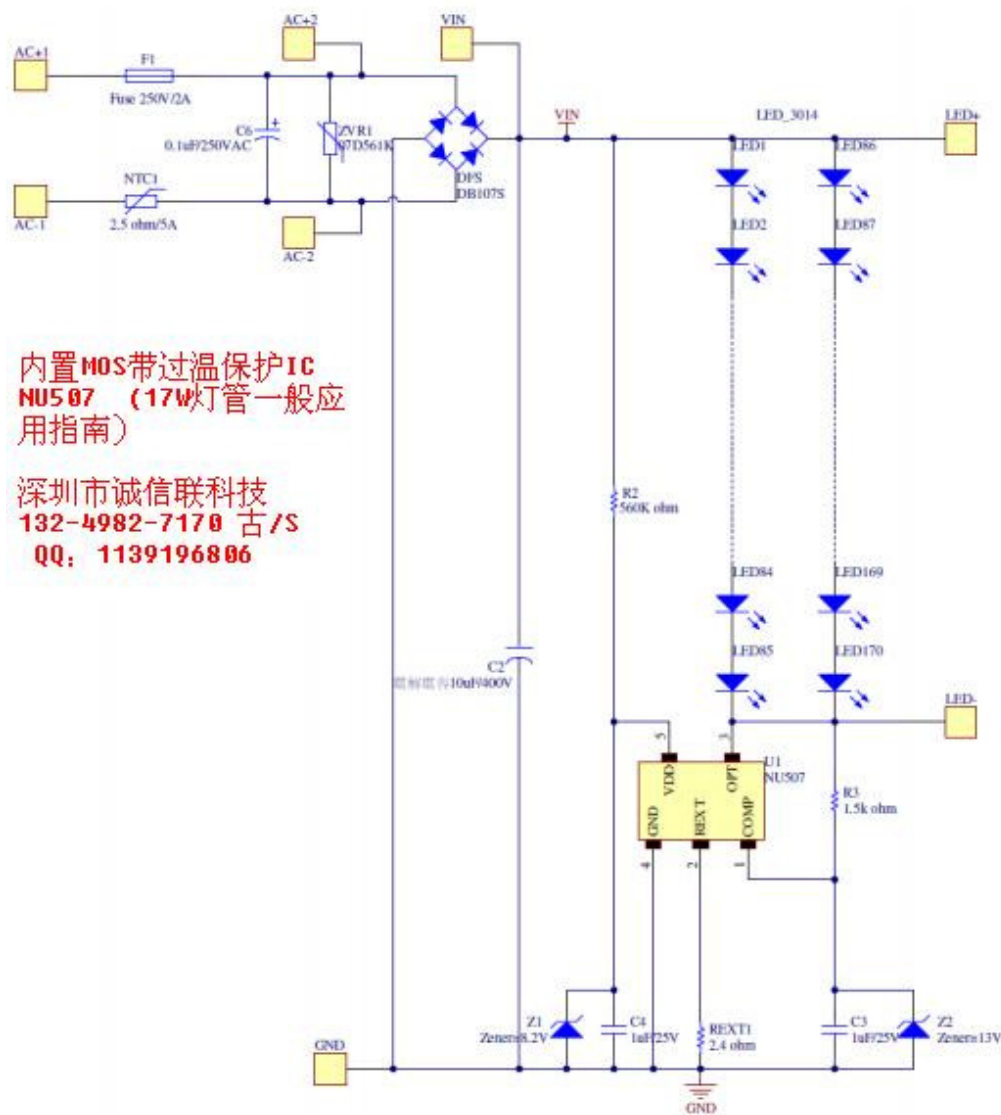 AC+2
VIN
AC+1
F1
Fuse 250V/2A
C6
0.1uF/250VAC
ZVR1
07D561K
VIN
LED_3014
LED+
LED1
LED86
DFS
DB107S
NTC1
2.5 ohm/5A
AC-1
AC-2
LED2
LED87
内置MOS带过温保护IC
NU507 (17W灯管一般应
用指南)
深圳市诚信联科技
132-4982-7170 古/S
QQ: 1139196806
R2
560K ohm
LED84
LED169
C2
10uF/400V
LED85
LED170
LED-
5
3
U1
NU507
VDD
OPT
GND
REXT
COMP
4
2
1
R3
1.5k ohm
Z1
Zener=8.2V
C4
1uF/25V
REXT1
2.4 ohm
C3
1uF/25V
Z2
Zener=13V
GND
GND